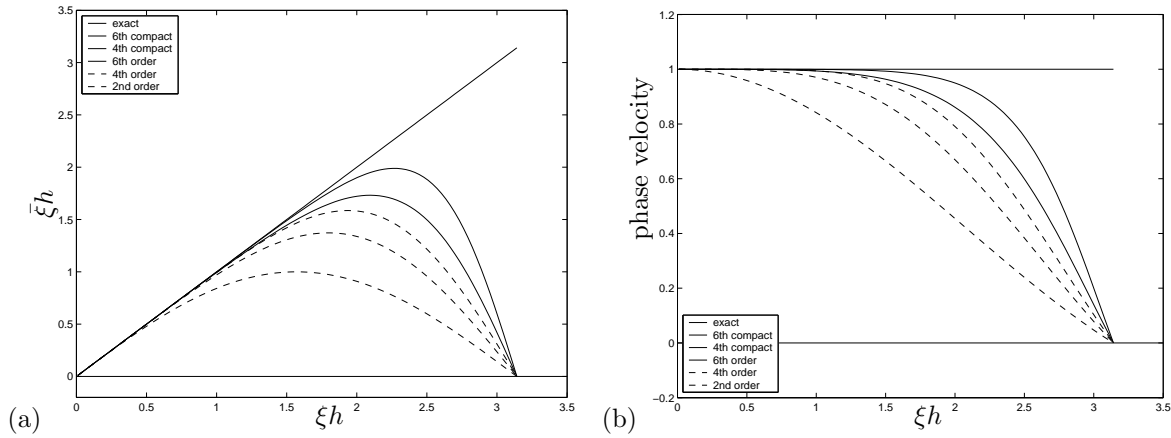 3.5
3
2.5
2
1.5
1
0.5
0
exact
6th compact
4th compact
6th order
4th order
2nd order
ξ̄h
0 0.5 1 1.5 2 2.5 3 3.5
ξh
(a)
1.2
1
0.8
0.6
0.4
0.2
0
−0.2
phase velocity
exact
6th compact
4th compact
6th order
4th order
2nd order
0 0.5 1 1.5 2 2.5 3 3.5
ξh
(b)